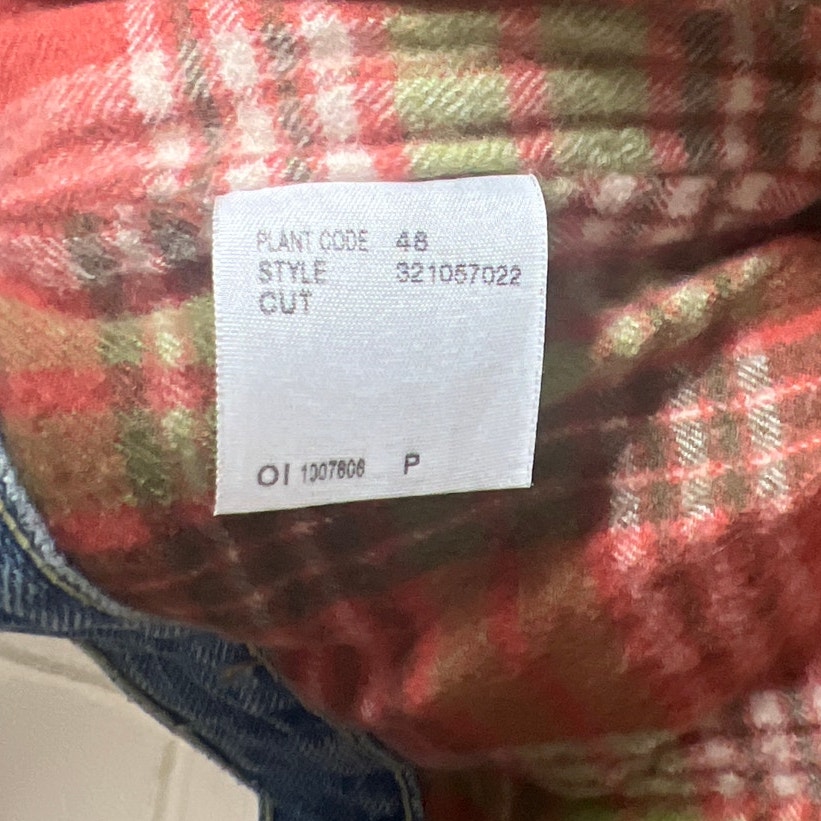 PLANT CODE 48
STYLE 321057022
CUT
OI 1007606 P